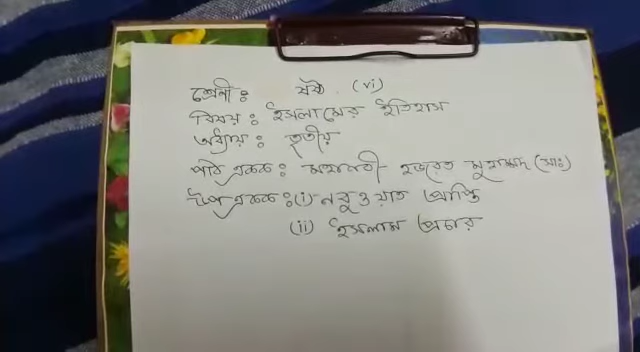 শ্রেনী: ষষ্ঠ (vi)
বিষয়: ইসলামের ইতিহাস
অধ্যায়: তৃতীয়
পাঠ একক: মহানবী- হজরত মুহাম্মদ (সাঃ)
উপ একক: (i) নবুওয়াত প্রাপ্তি
(ii) ইসলাম প্রচার